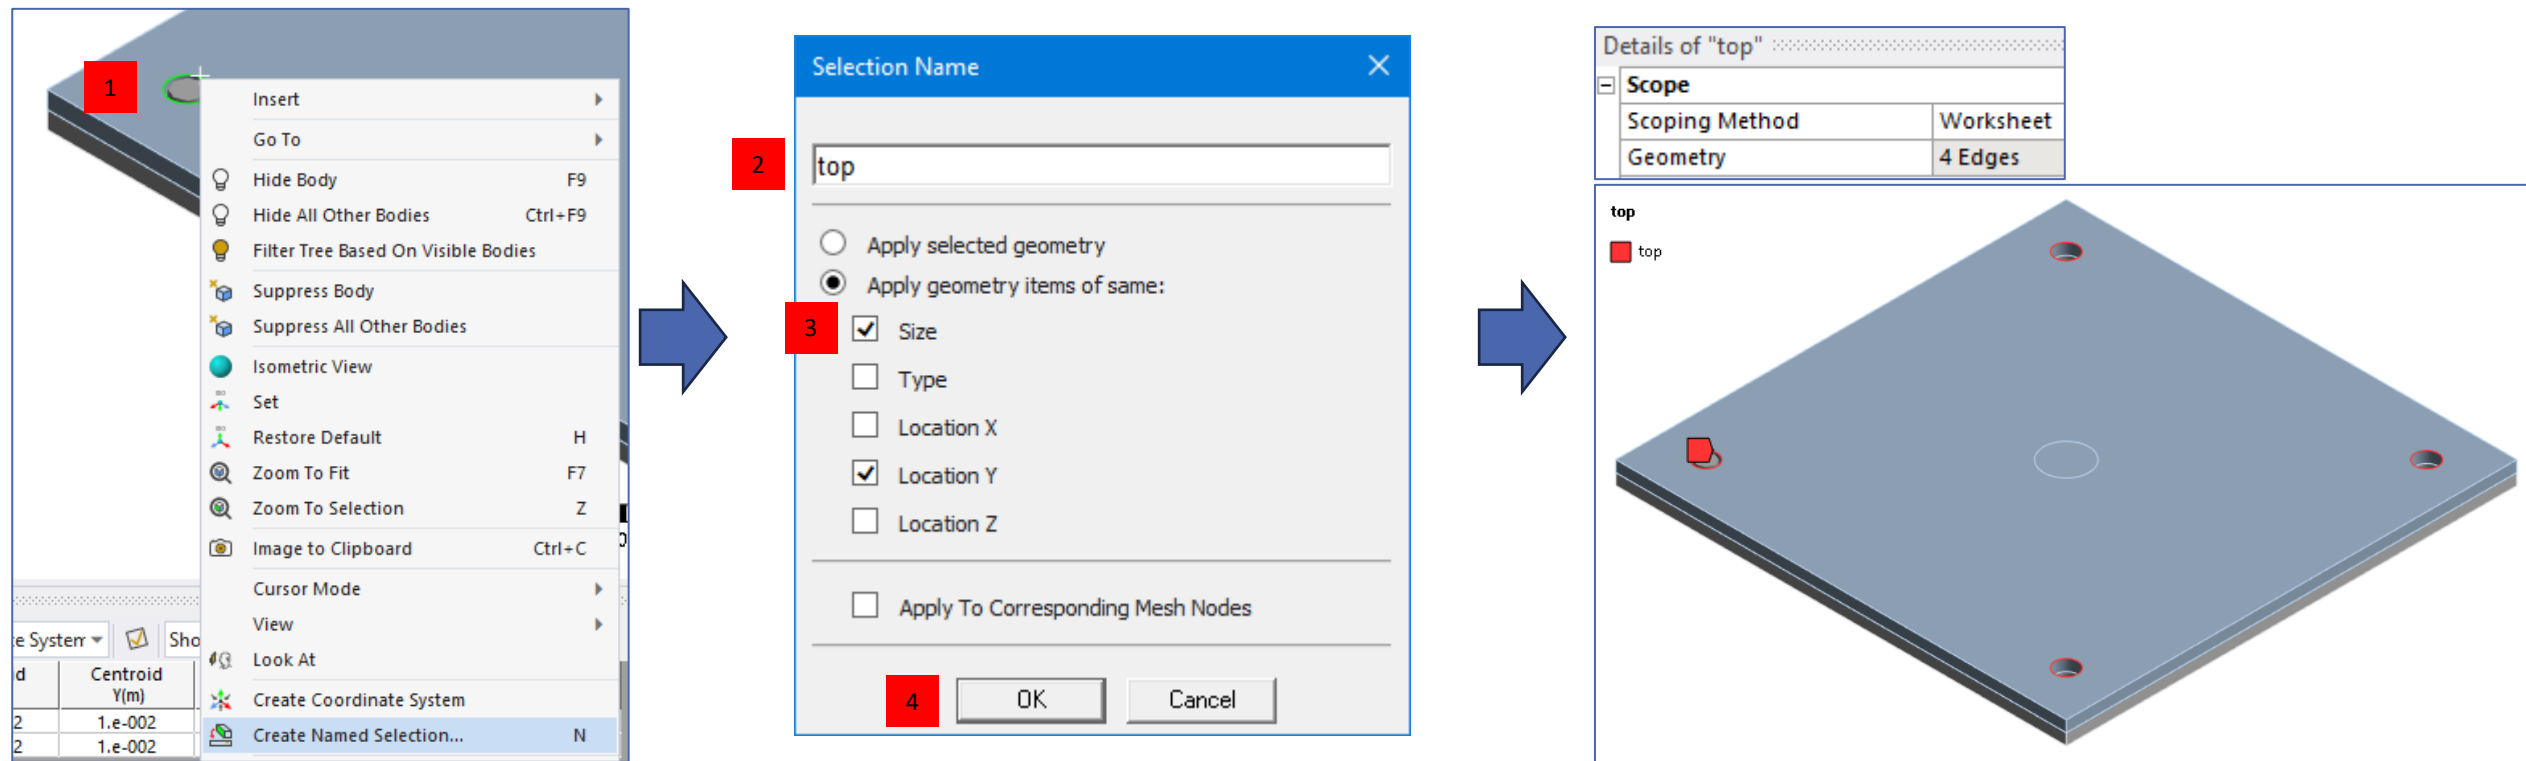 1
Insert
Go To
Hide Body F9
Hide All Other Bodies Ctrl+F9
Filter Tree Based On Visible Bodies
Suppress Body
Suppress All Other Bodies
Isometric View
Set
Restore Default H
Zoom To Fit F7
Zoom To Selection Z
Image to Clipboard Ctrl+C
Cursor Mode
View
Look At
Create Coordinate System
Create Named Selection... N
e System Sho
d Centroid
Y(m)
2 1.e-002
2 1.e-002
Selection Name
2
top
Apply selected geometry
Apply geometry items of same:
3
Size
Type
Location X
Location Y
Location Z
Apply To Corresponding Mesh Nodes
4
OK Cancel
Details of "top"
Scope
Scoping Method Worksheet
Geometry 4 Edges
top
top